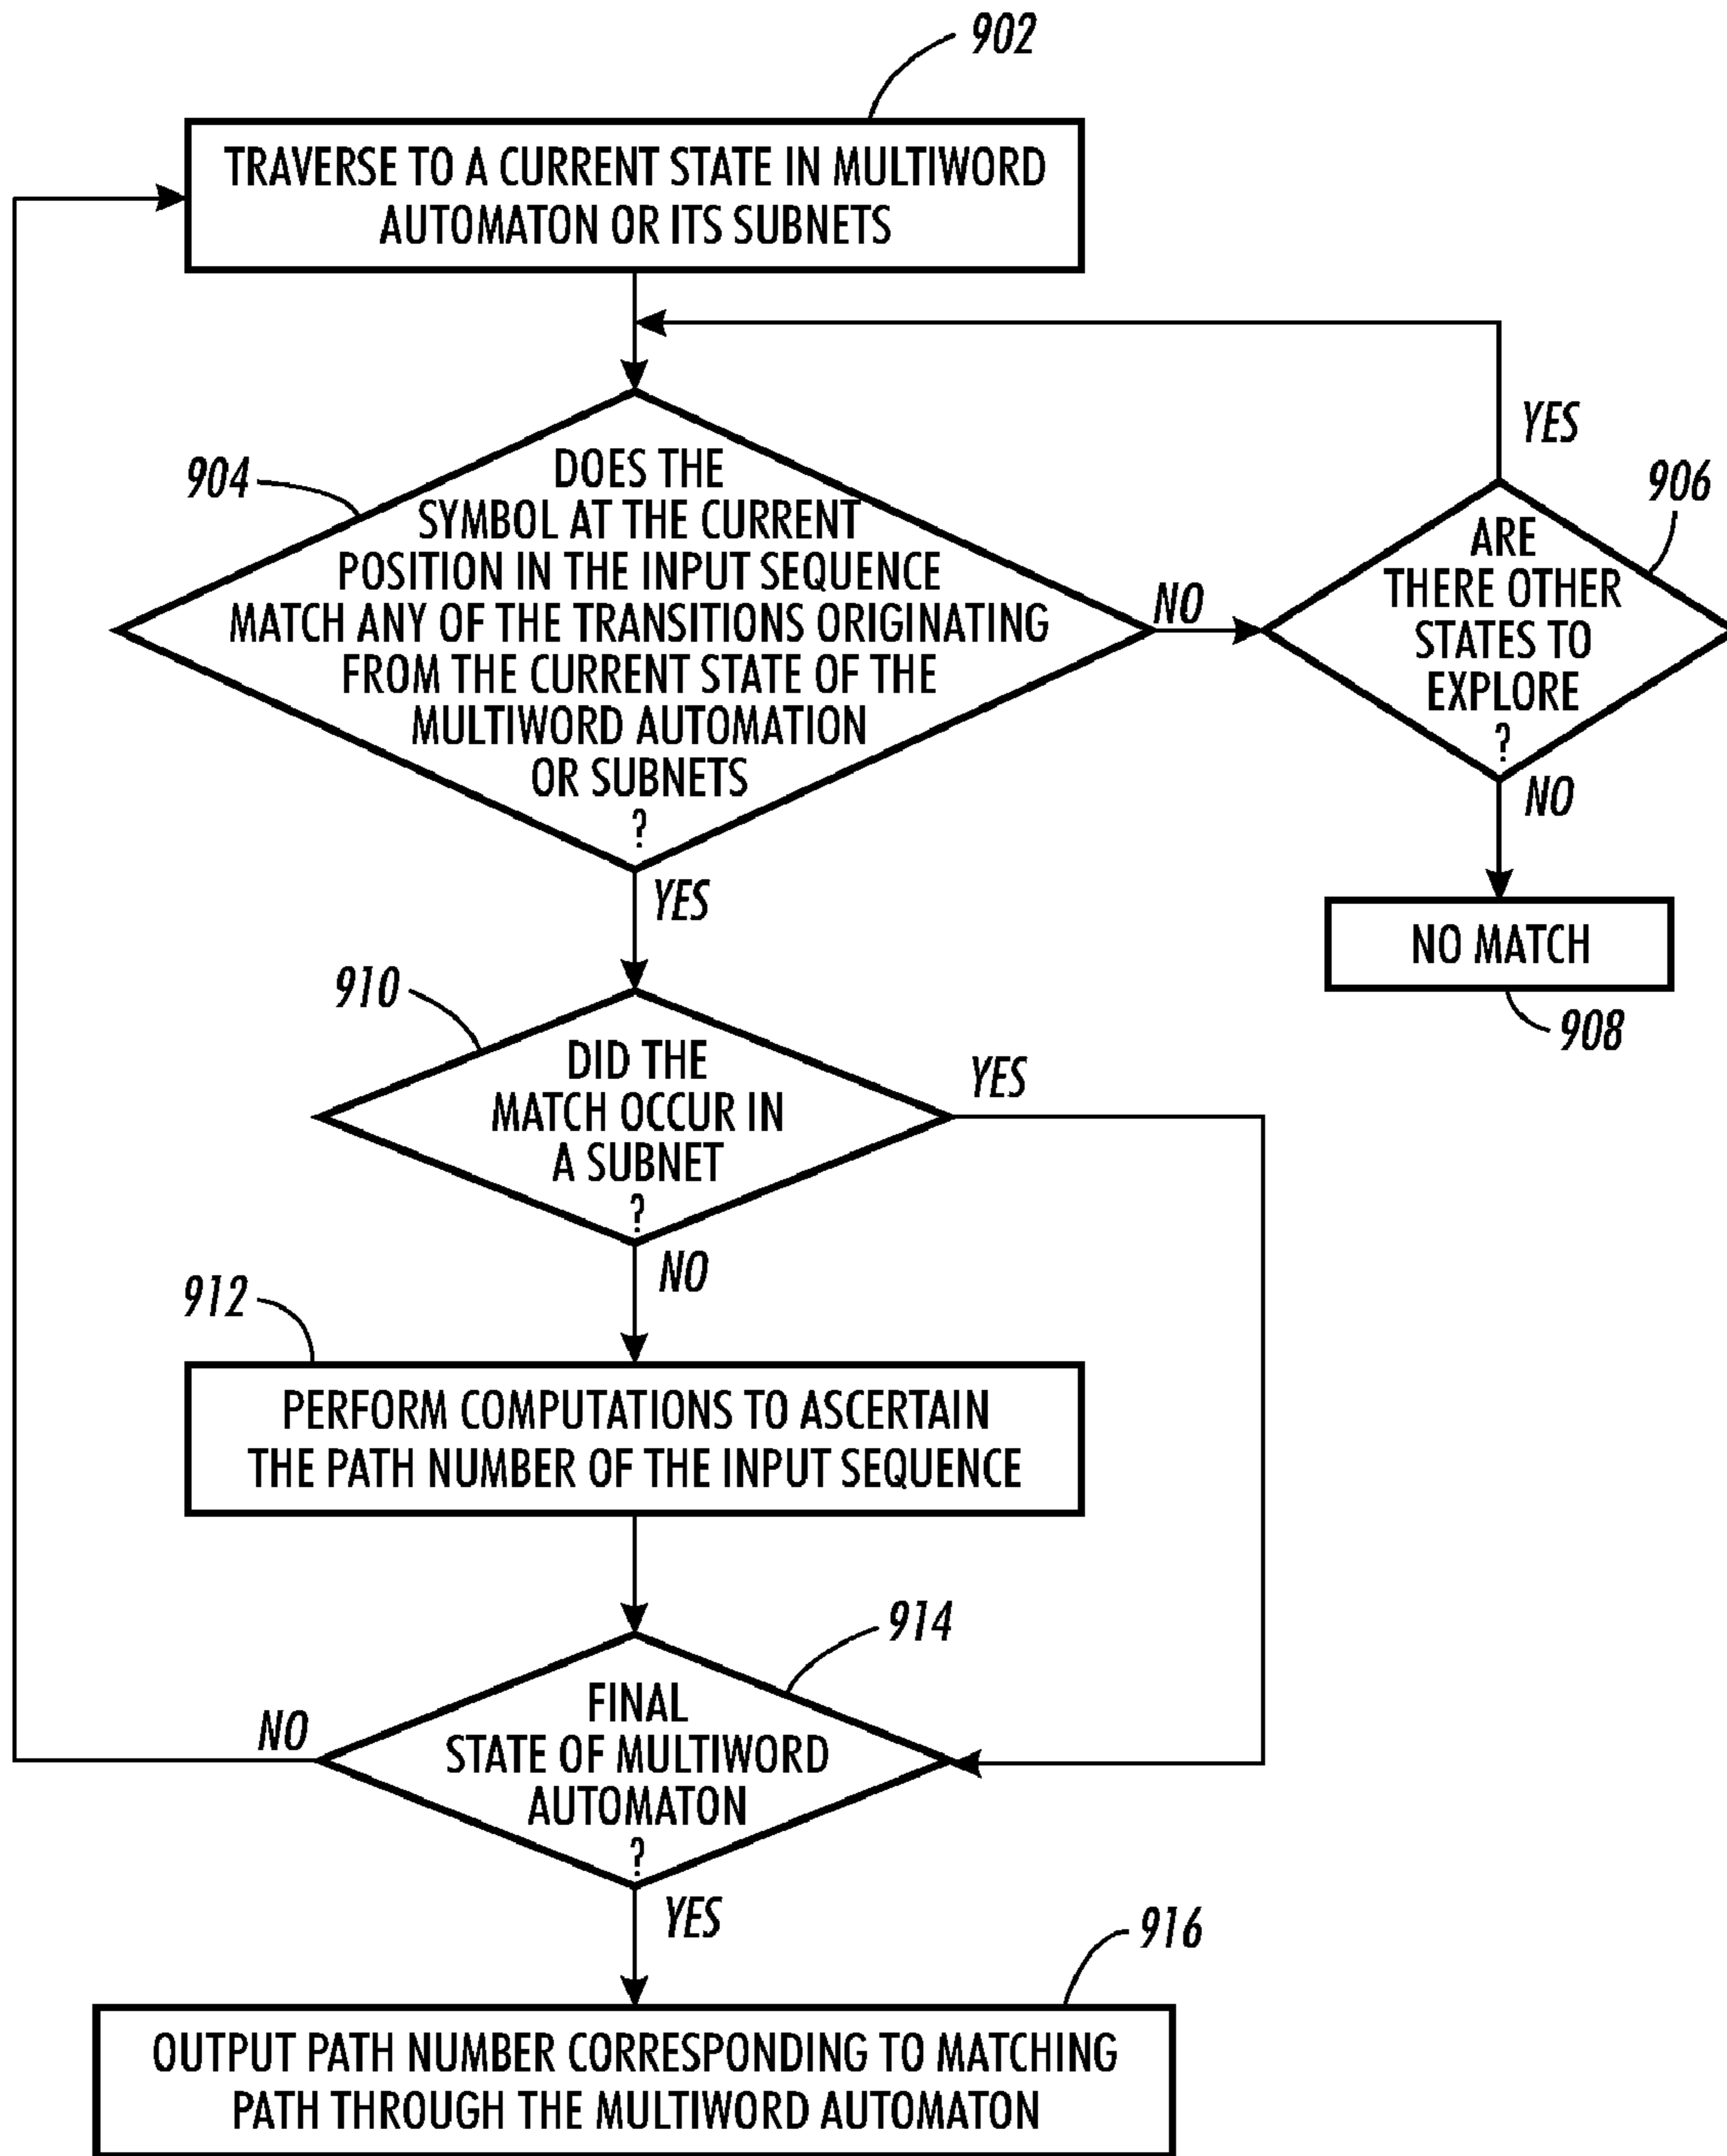 902
TRAVERSE TO A CURRENT STATE IN MULTIWORD
AUTOMATON OR ITS SUBNETS
904
DOES THE
SYMBOL AT THE CURRENT
POSITION IN THE INPUT SEQUENCE
MATCH ANY OF THE TRANSITIONS ORIGINATING
FROM THE CURRENT STATE OF THE
MULTIWORD AUTOMATION
OR SUBNETS
?
NO
YES
YES
906
ARE
THERE OTHER
STATES TO
EXPLORE
?
NO
NO MATCH
908
910
DID THE
MATCH OCCUR IN
A SUBNET
?
YES
NO
912
PERFORM COMPUTATIONS TO ASCERTAIN
THE PATH NUMBER OF THE INPUT SEQUENCE
914
FINAL
STATE OF MULTIWORD
AUTOMATON
?
NO
YES
916
OUTPUT PATH NUMBER CORRESPONDING TO MATCHING
PATH THROUGH THE MULTIWORD AUTOMATON